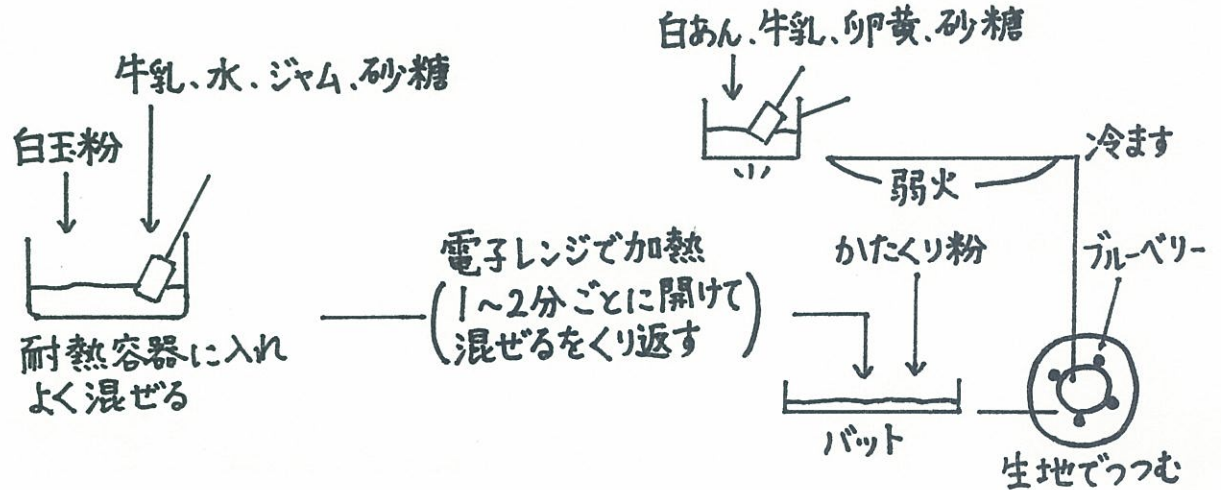 白あん、牛乳、卵黄、砂糖
牛乳、水、ジャム、砂糖
白玉粉
冷ます
弱火
電子レンジで加熱
(1〜2分ごとに開けて
混ぜるをくり返す)
かたくり粉
ブルーベリー
耐熱容器に入れ
よく混ぜる
バット
生地でつつむ